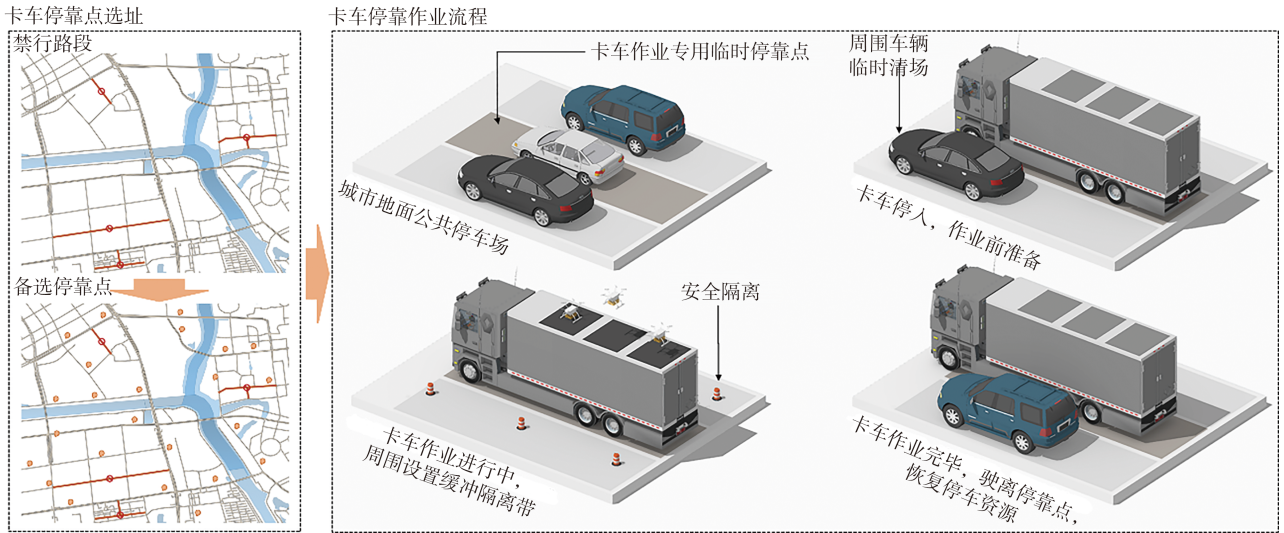 卡车停靠点选址
禁行路段
备选停靠点
卡车停靠作业流程
卡车作业专用临时停靠点
城市地面公共停车场
周围车辆
临时清场
卡车停入，作业前准备
安全隔离
卡车作业进行中，
周围设置缓冲隔离带
卡车作业完毕，驶离停靠点，
恢复停车资源